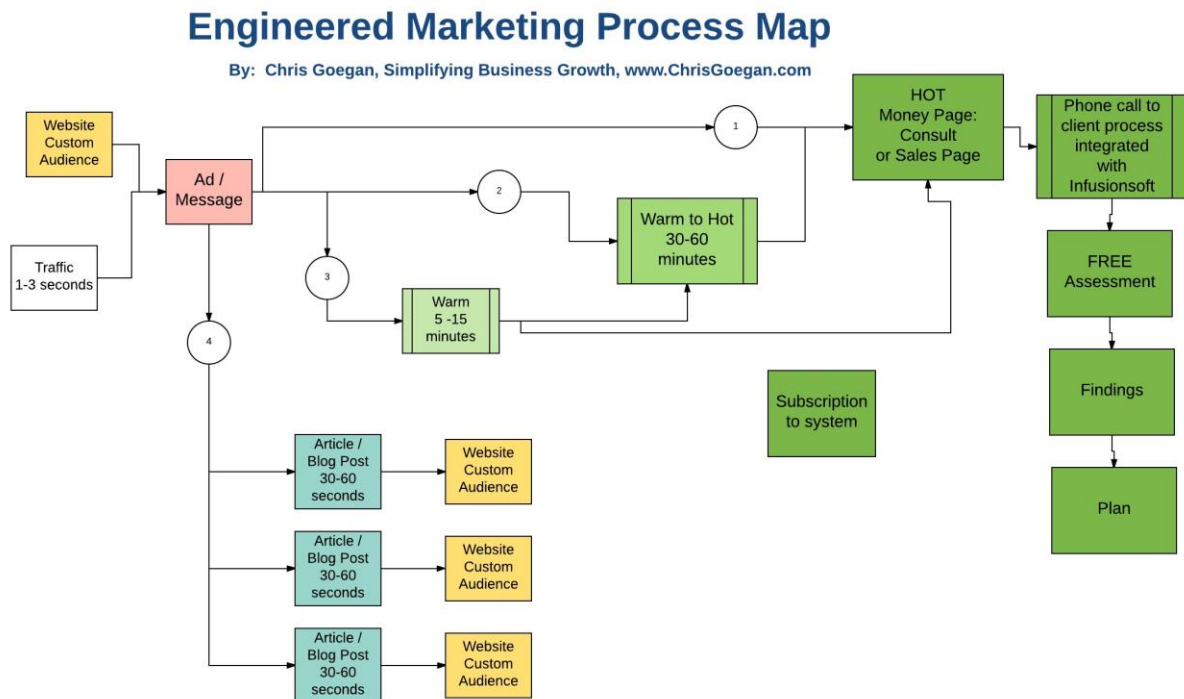 Engineered Marketing Process Map
By:  Chris Goegan, Simplifying Business Growth, www.ChrisGoegan.com
Website
Custom
Audience
Traffic
1-3 seconds
Ad /
Message
1
2
3
4
Warm
5 -15
minutes
Warm to Hot
30-60
minutes
HOT
Money Page:
Consult
or Sales Page
Phone call to
client process
integrated
with
Infusionsoft
FREE
Assessment
Findings
Plan
Subscription
to system
Article /
Blog Post
30-60
seconds
Website
Custom
Audience
Article /
Blog Post
30-60
seconds
Website
Custom
Audience
Article /
Blog Post
30-60
seconds
Website
Custom
Audience